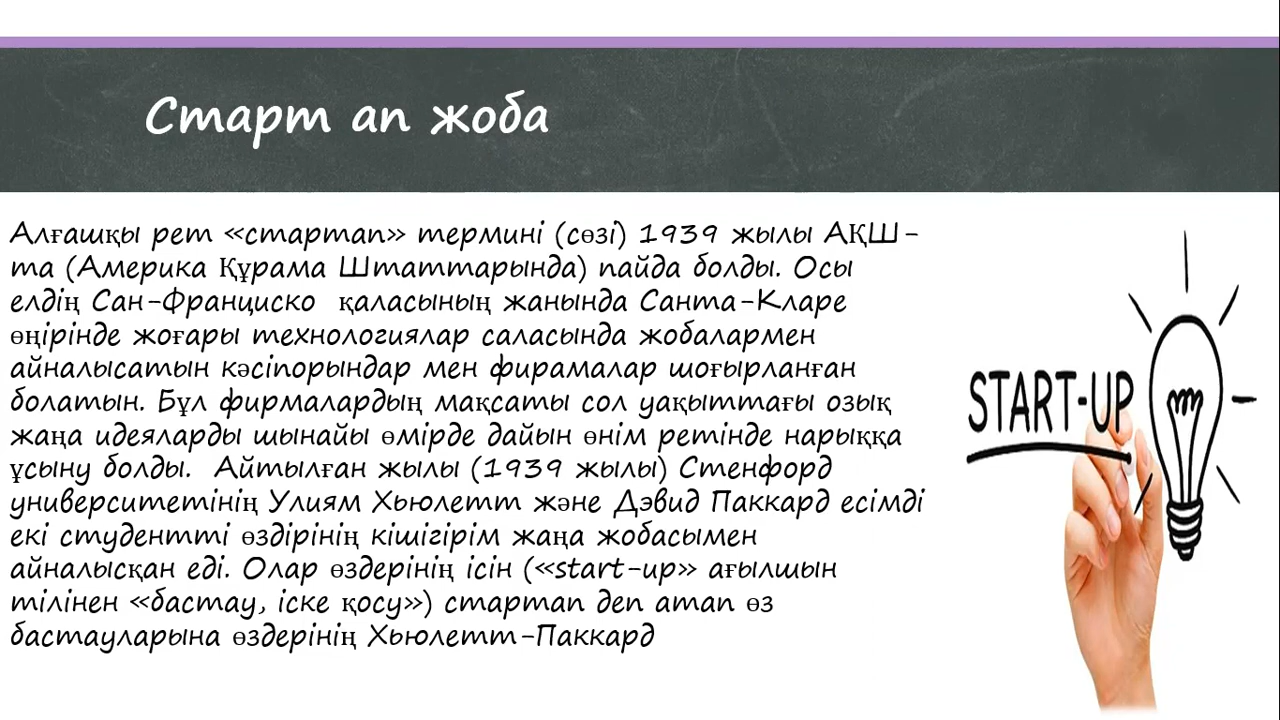 Старт ап жоба
Алғашқы рет «стартап» термині (сөзі) 1939 жылы АҚШ-
та (Америка Құрама Штаттарында) пайда болды. Осы
елдің Сан-Франциско қаласының жанында Санта-Кларе
өңірінде жоғары технологиялар саласында жобалармен
айналысатын кәсіпорындар мен фирамалар шоғырланған
болатын. Бұл фирмалардың мақсаты сол уақыттағы озық
жаңа идеяларды шынайы өмірде дайын өнім ретінде нарыққа
ұсыну болды. Айтылған жылы (1939 жылы) Стенфорд
университетінің Улиям Хьюлетт және Дэвид Паккард есімді
екі студентті өздірінің кішігірім жаңа жобасымен
айналысқан еді. Олар өздерінің ісін («start-up» ағылшын
тілінен «бастау, іске қосу») стартап деп атап өз
бастауларына өздерінің Хьюлетт-Паккард
START-UP